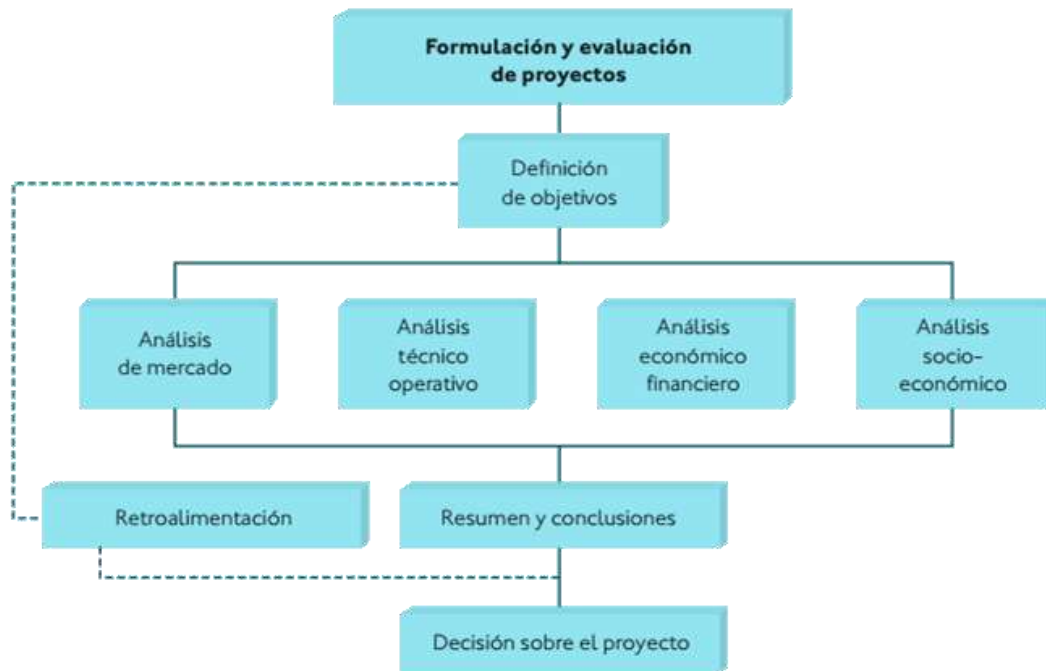 Formulación y evaluación
de proyectos
Definición
de objetivos
Análisis
de mercado
Análisis
técnico
operativo
Análisis
económico
financiero
Análisis
socio-
económico
Retroalimentación
Resumen y conclusiones
Decisión sobre el proyecto